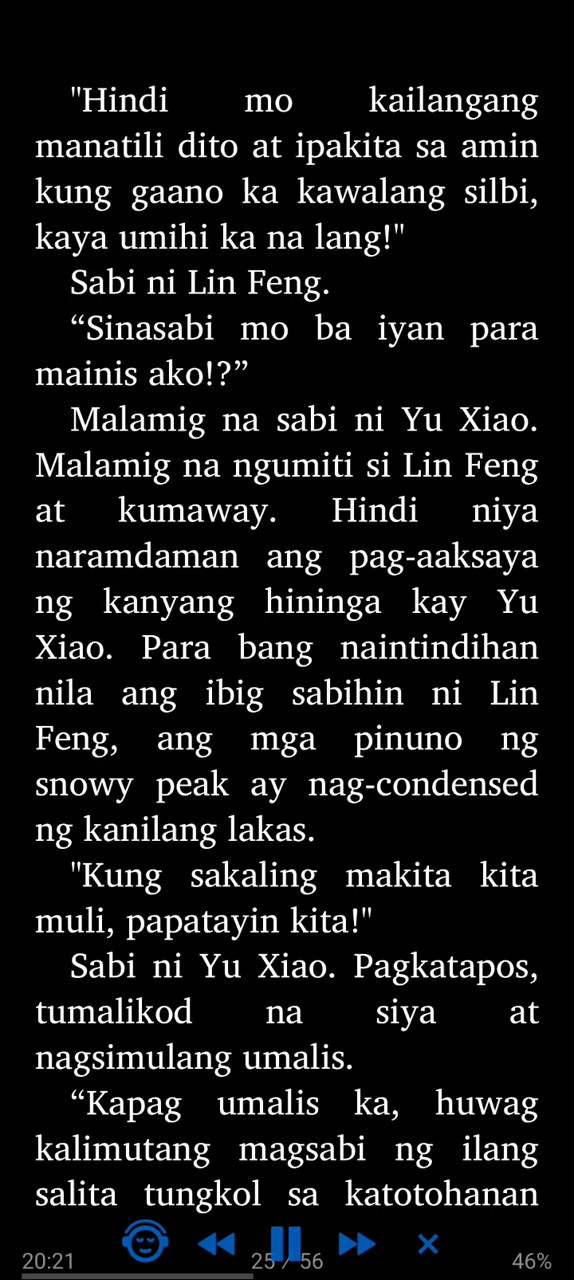 "Hindi mo kailangang
manatili dito at ipakita sa amin
kung gaano ka kawalang silbi,
kaya umihi ka na lang!"
Sabi ni Lin Feng.
“Sinasabi mo ba iyan para
mainis ako!?”
Malamig na sabi ni Yu Xiao.
Malamig na ngumiti si Lin Feng
at kumaway. Hindi niya
naramdaman ang pag-aaksaya
ng kanyang hininga kay Yu
Xiao. Para bang naintindihan
nila ang ibig sabihin ni Lin
Feng, ang mga pinuno ng
snowy peak ay nag-condensed
ng kanilang lakas.
"Kung sakaling makita kita
muli, papatayin kita!"
Sabi ni Yu Xiao. Pagkatapos,
tumalikod na siya at
nagsimulang umalis.
“Kapag umalis ka, huwag
kalimutang magsabi ng ilang
salita tungkol sa katotohanan
20:21 25 / 56 46%